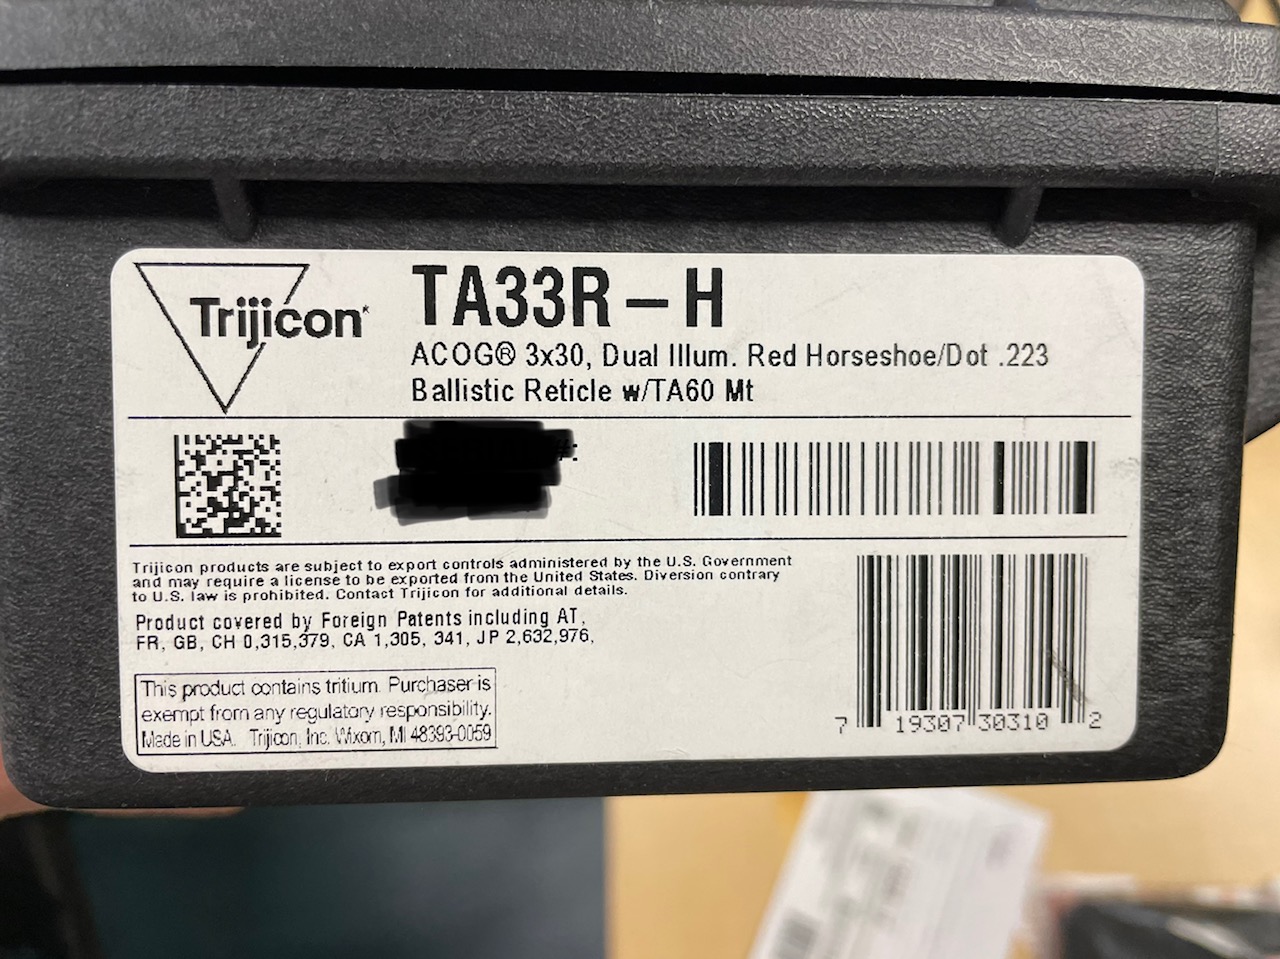 Trijicon*
TA33R – H
ACOG® 3x30, Dual Illum. Red Horseshoe/Dot .223
Ballistic Reticle w/TA60 Mt
#:
Trijicon products are subject to export controls administered by the U.S. Government
and may require a license to be exported from the United States. Diversion contrary
to U.S. law is prohibited. Contact Trijicon for additional details.
Product covered by Foreign Patents including AT,
FR, GB, CH 0,315,379, CA 1,305, 341, JP 2,632,976,
This product contains tritium. Purchaser is
exempt from any regulatory responsibility.
Made in USA. Trijicon, Inc. Wixom, MI 48393-0059
7 19307 30310 2